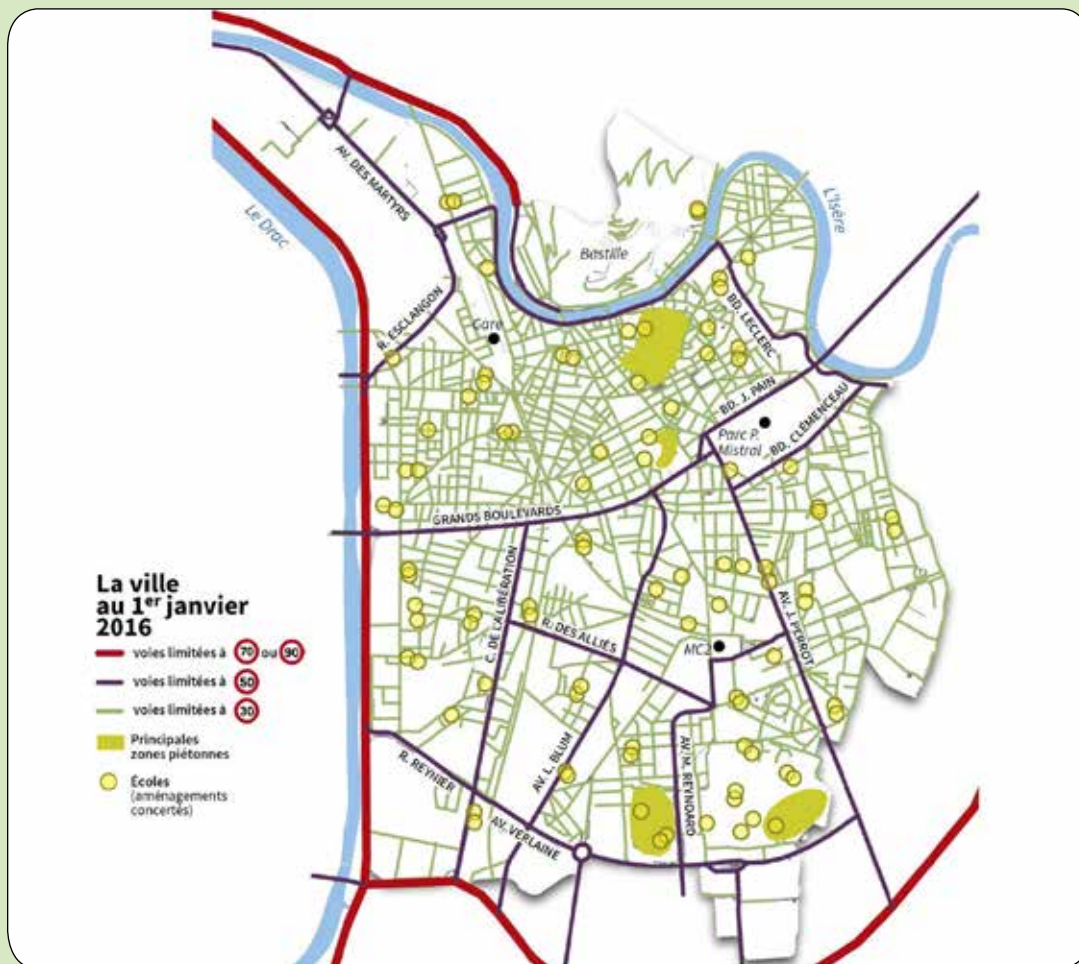 AV. DES MARTYRS
Le Drac
L'Isère
Bastille
R. ESCLANGON
Gare
BD. LECLERC
BD. J. PAIN
Parc P.
Mistral
BD. CLÉMENCEAU
GRANDS BOULEVARDS
C. DE LA LIBÉRATION
R. DES ALLIÉS
MC2
AV. J. PERROT
R. REYNIER
AV. L. BLUM
AV. M. REYNOARD
AV. VERLAINE
La ville
au 1er janvier
2016
voies limitées à 70 ou 90
voies limitées à 50
voies limitées à 30
Principales
zones piétonnes
Écoles
(aménagements
concertés)